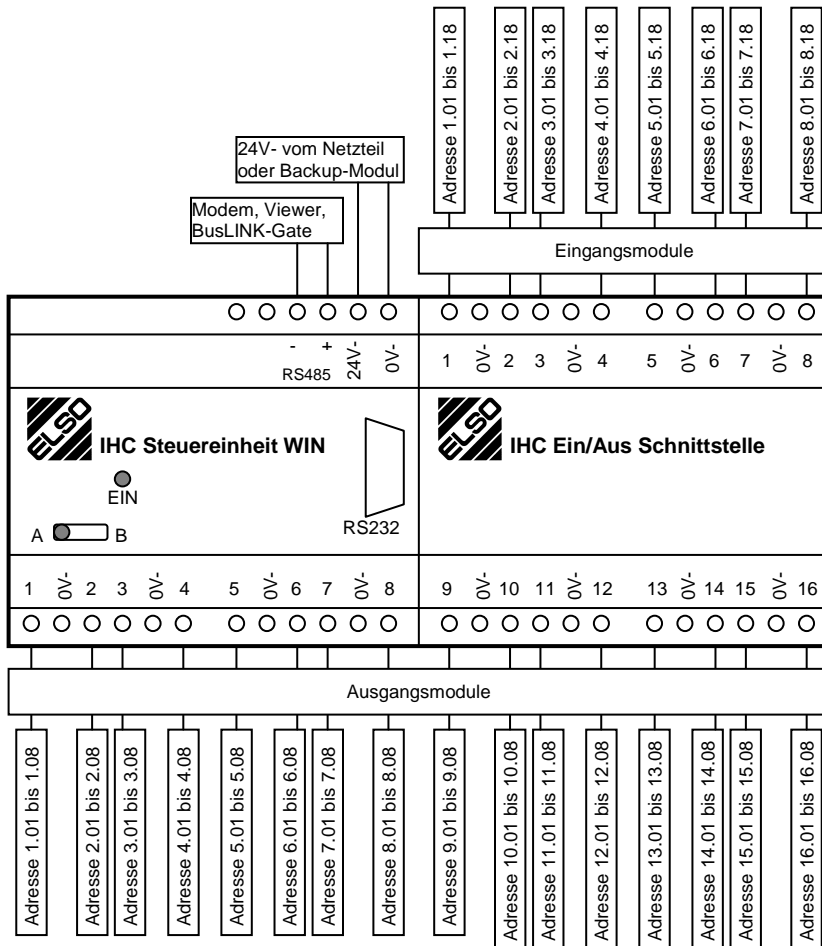 Adresse 1.01 bis 1.18
Adresse 2.01 bis 2.18
Adresse 3.01 bis 3.18
Adresse 4.01 bis 4.18
Adresse 5.01 bis 5.18
Adresse 6.01 bis 6.18
Adresse 7.01 bis 7.18
Adresse 8.01 bis 8.18
24V- vom Netzteil
oder Backup-Modul
Modem, Viewer,
BusLINK-Gate
Eingangsmodule
- + 24V- 0V-
RS485
1 0V- 2 3 0V- 4 5 0V- 6 7 0V- 8
ELSO
IHC Steuereinheit WIN
EIN
A B
RS232
ELSO
IHC Ein/Aus Schnittstelle
1 0V- 2 3 0V- 4 5 0V- 6 7 0V- 8
9 0V- 10 11 0V- 12 13 0V- 14 15 0V- 16
Ausgangsmodule
Adresse 1.01 bis 1.08
Adresse 2.01 bis 2.08
Adresse 3.01 bis 3.08
Adresse 4.01 bis 4.08
Adresse 5.01 bis 5.08
Adresse 6.01 bis 6.08
Adresse 7.01 bis 7.08
Adresse 8.01 bis 8.08
Adresse 9.01 bis 9.08
Adresse 10.01 bis 10.08
Adresse 11.01 bis 11.08
Adresse 12.01 bis 12.08
Adresse 13.01 bis 13.08
Adresse 14.01 bis 14.08
Adresse 15.01 bis 15.08
Adresse 16.01 bis 16.08